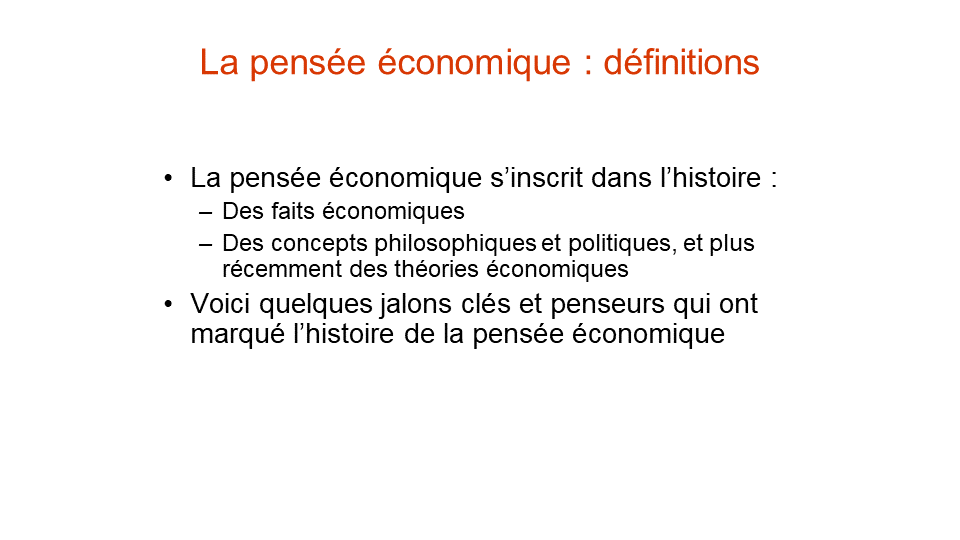 La pensée économique : définitions
• La pensée économique s’inscrit dans l’histoire :
– Des faits économiques
– Des concepts philosophiques et politiques, et plus
récemment des théories économiques
• Voici quelques jalons clés et penseurs qui ont
marqué l’histoire de la pensée économique